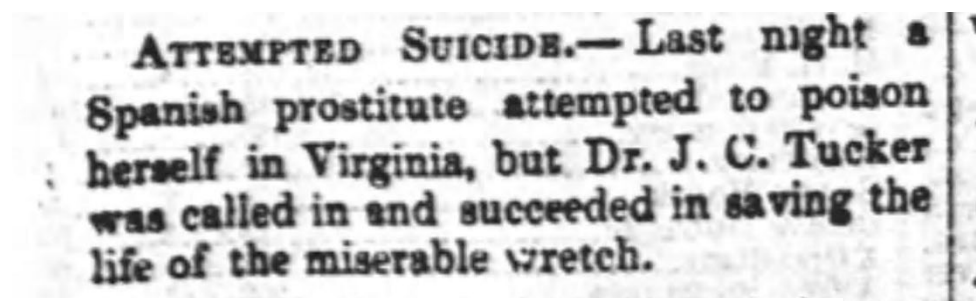 ATTEMPTED SUICIDE.— Last night a
Spanish prostitute attempted to poison
herself in Virginia, but Dr. J. C. Tucker
was called in and succeeded in saving the
life of the miserable wretch.